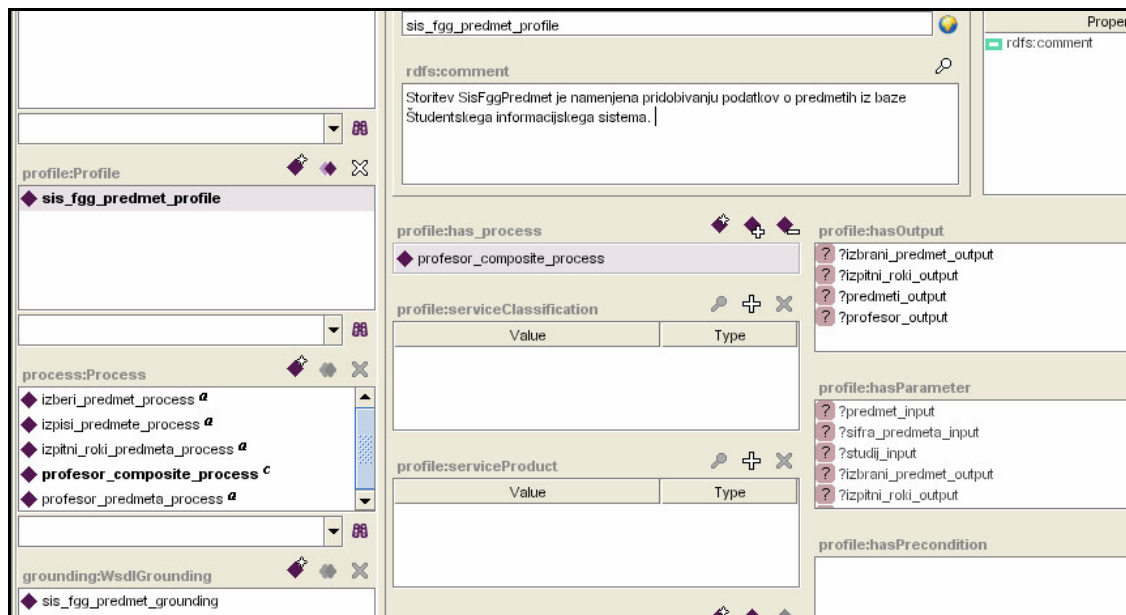 profile:Profile
sis_fgg_predmet_profile
process:Process
izberi_predmet_process a
izpisi_predmete_process a
izpitni_roki_predmeta_process a
profesor_composite_process c
profesor_predmeta_process a
grounding:WsdlGrounding
sis_fgg_predmet_grounding
sis_fgg_predmet_profile
rdfs:comment
Storitev SisFggPredmet je namenjena pridobivanju podatkov o predmetih iz baze
Študentskega informacijskega sistema.
profile:has_process
profesor_composite_process
profile:serviceClassification
Value Type
profile:serviceProduct
Value Type
Proper
rdfs:comment
profile:hasOutput
? ?izbrani_predmet_output
? ?izpitni_roki_output
? ?predmeti_output
? ?profesor_output
profile:hasParameter
? ?predmet_input
? ?sifra_predmeta_input
? ?studij_input
? ?izbrani_predmet_output
? ?izpitni_roki_output
profile:hasPrecondition